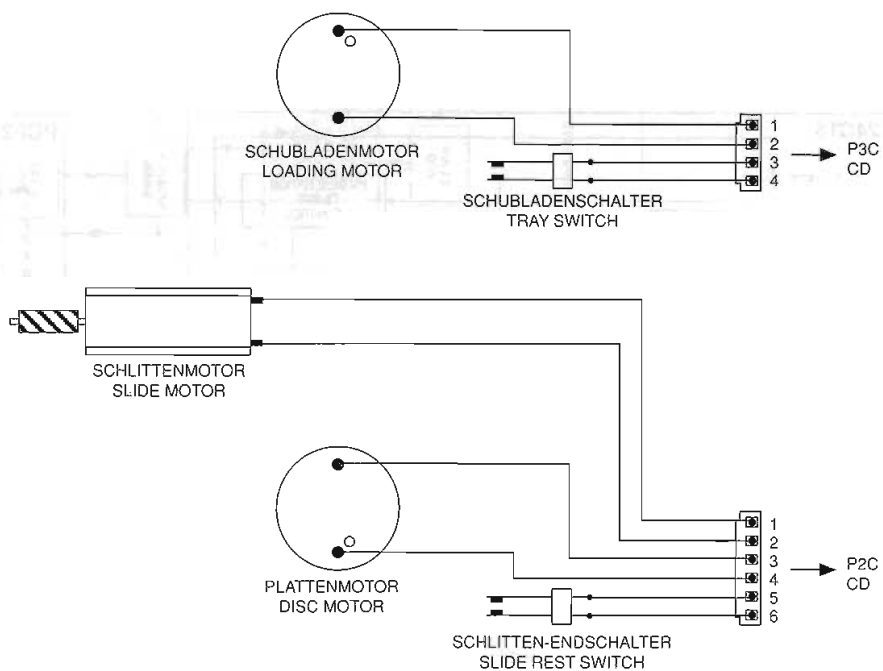 SCHUBLADENMOTOR
LOADING MOTOR
1
2
3
4
P3C
CD
SCHUBLADENSCHALTER
TRAY SWITCH
SCHLITTENMOTOR
SLIDE MOTOR
PLATTENMOTOR
DISC MOTOR
1
2
3
4
5
6
P2C
CD
SCHLITTEN-ENDSCHALTER
SLIDE REST SWITCH